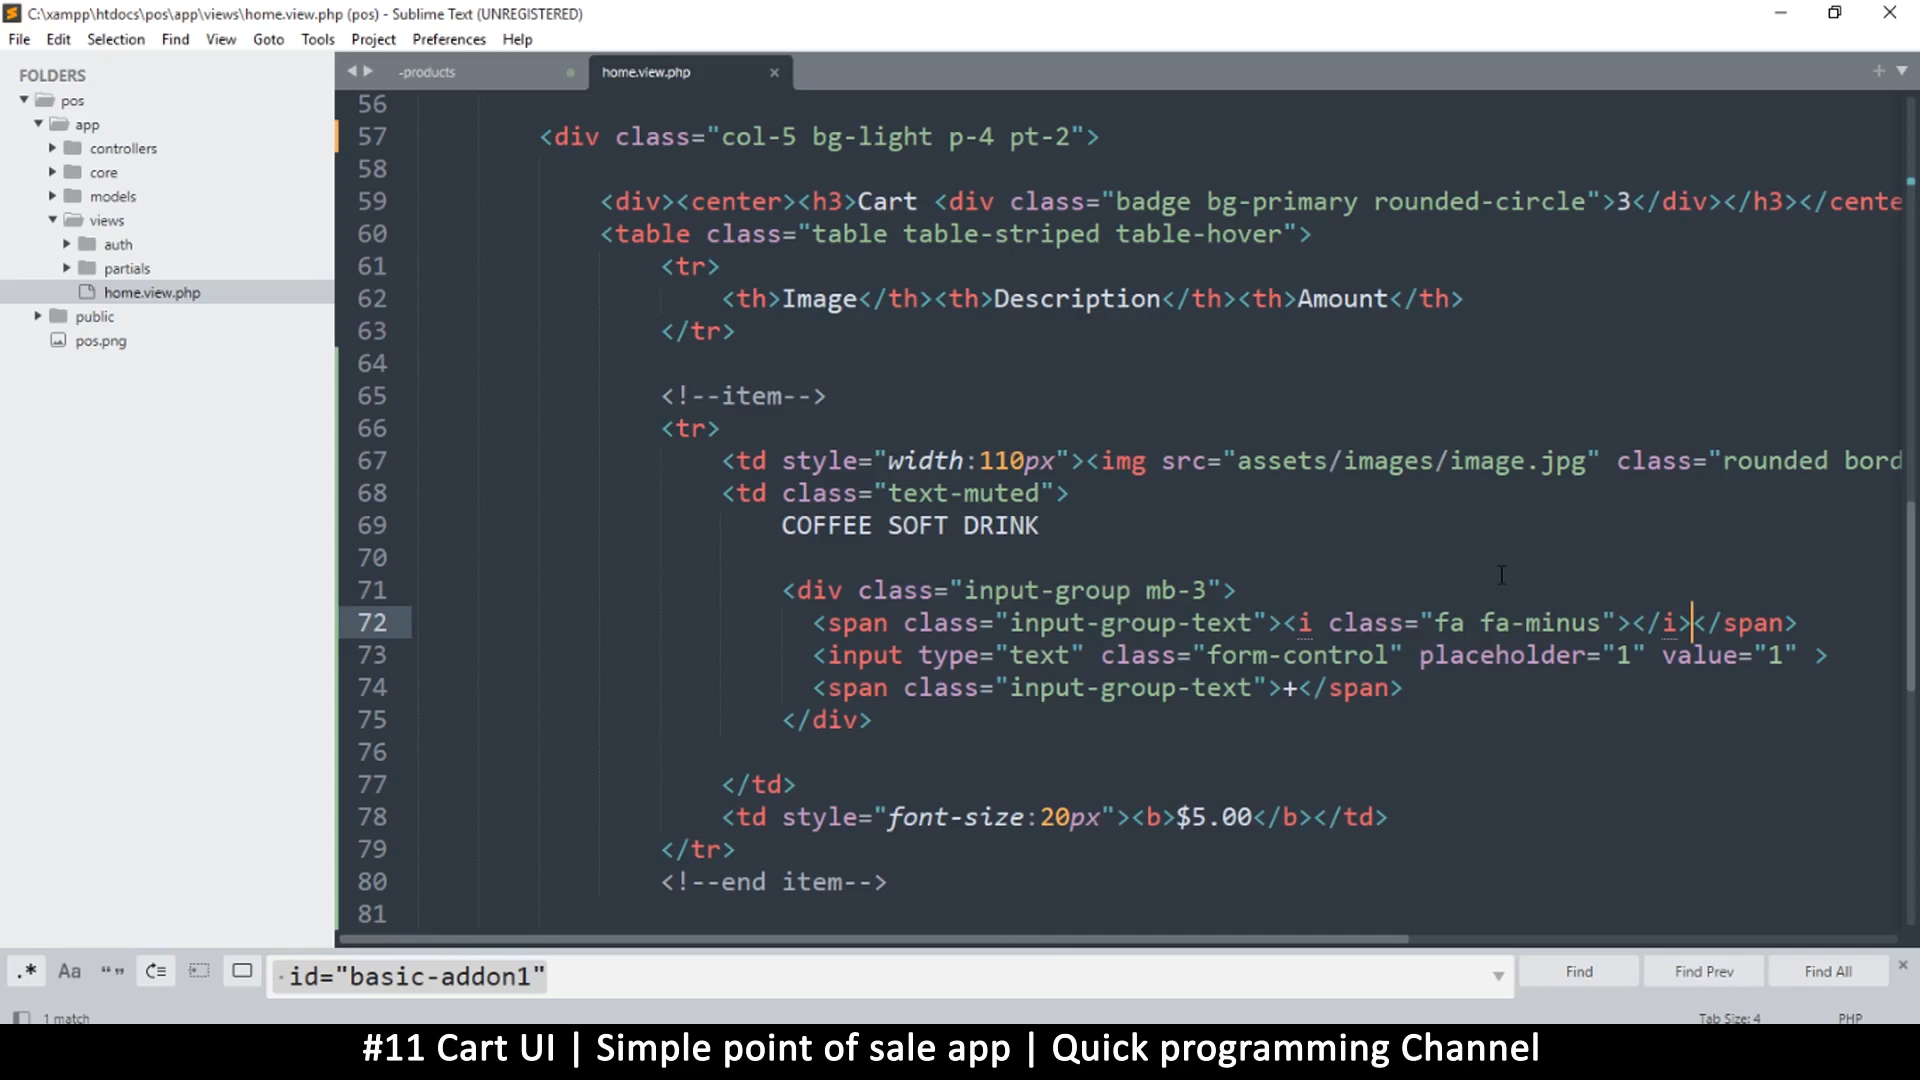 C:\xampp\htdocs\pos\app\views\home.view.php (pos) - Sublime Text (UNREGISTERED)
File Edit Selection Find View Goto Tools Project Preferences Help
FOLDERS
pos
app
controllers
core
models
views
auth
partials
home.view.php
public
pos.png
-products
home.view.php
56
57 <div class="col-5 bg-light p-4 pt-2">
58
59 <div><center><h3>Cart <div class="badge bg-primary rounded-circle">3</div></h3></cente
60 <table class="table table-striped table-hover">
61 <tr>
62 <th>Image</th><th>Description</th><th>Amount</th>
63 </tr>
64
65 <!--item-->
66 <tr>
67 <td style="width:110px"><img src="assets/images/image.jpg" class="rounded bord
68 <td class="text-muted">
69 COFFEE SOFT DRINK
70
71 <div class="input-group mb-3">
72 <span class="input-group-text"><i class="fa fa-minus"></i></span>
73 <input type="text" class="form-control" placeholder="1" value="1" >
74 <span class="input-group-text">+</span>
75 </div>
76
77 </td>
78 <td style="font-size:20px"><b>$5.00</b></td>
79 </tr>
80 <!--end item-->
81
.* Aa “” id="basic-addon1" Find Find Prev Find All
1 match Tab Size: 4 PHP
#11 Cart UI | Simple point of sale app | Quick programming Channel